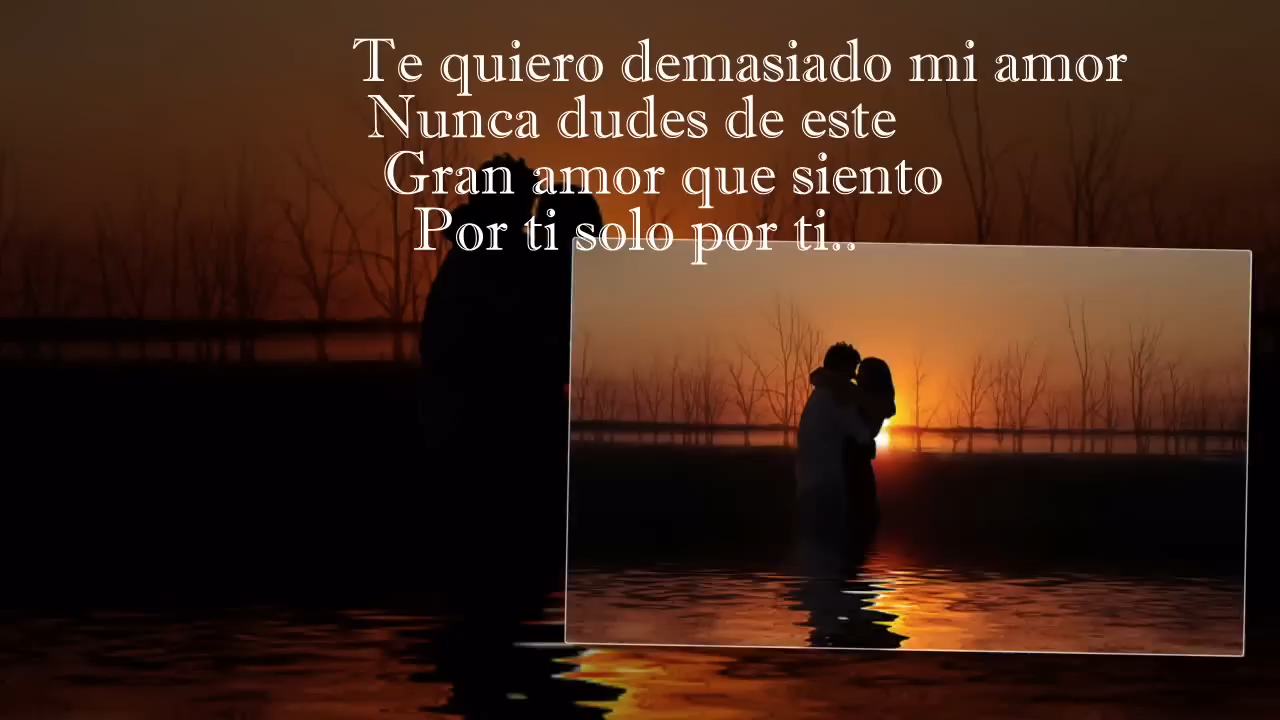 Te quiero demasiado mi amor
Nunca dudes de este
Gran amor que siento
Por ti solo por ti..